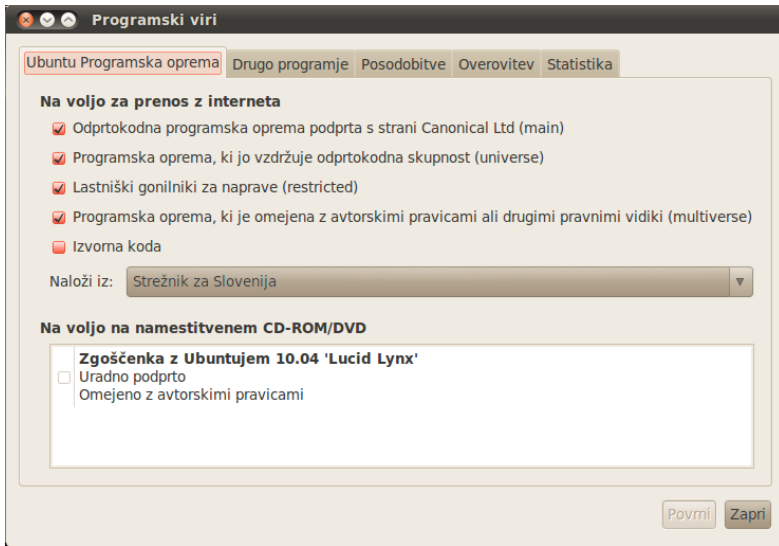 Programski viri
Ubuntu Programska oprema Drugo programje Posodobitve Overovitev Statistika
Na voljo za prenos z interneta
Odprtokodna programska oprema podprta s strani Canonical Ltd (main)
Programska oprema, ki jo vzdržuje odprtokodna skupnost (universe)
Lastniški gonilniki za naprave (restricted)
Programska oprema, ki je omejena z avtorskimi pravicami ali drugimi pravnimi vidiki (multiverse)
Izvorna koda
Naloži iz: Strežnik za Slovenija
Na voljo na namestitvenem CD-ROM/DVD
Zgoščenka z Ubuntujem 10.04 'Lucid Lynx'
Uradno podprto
Omejeno z avtorskimi pravicami
Povrni Zapri